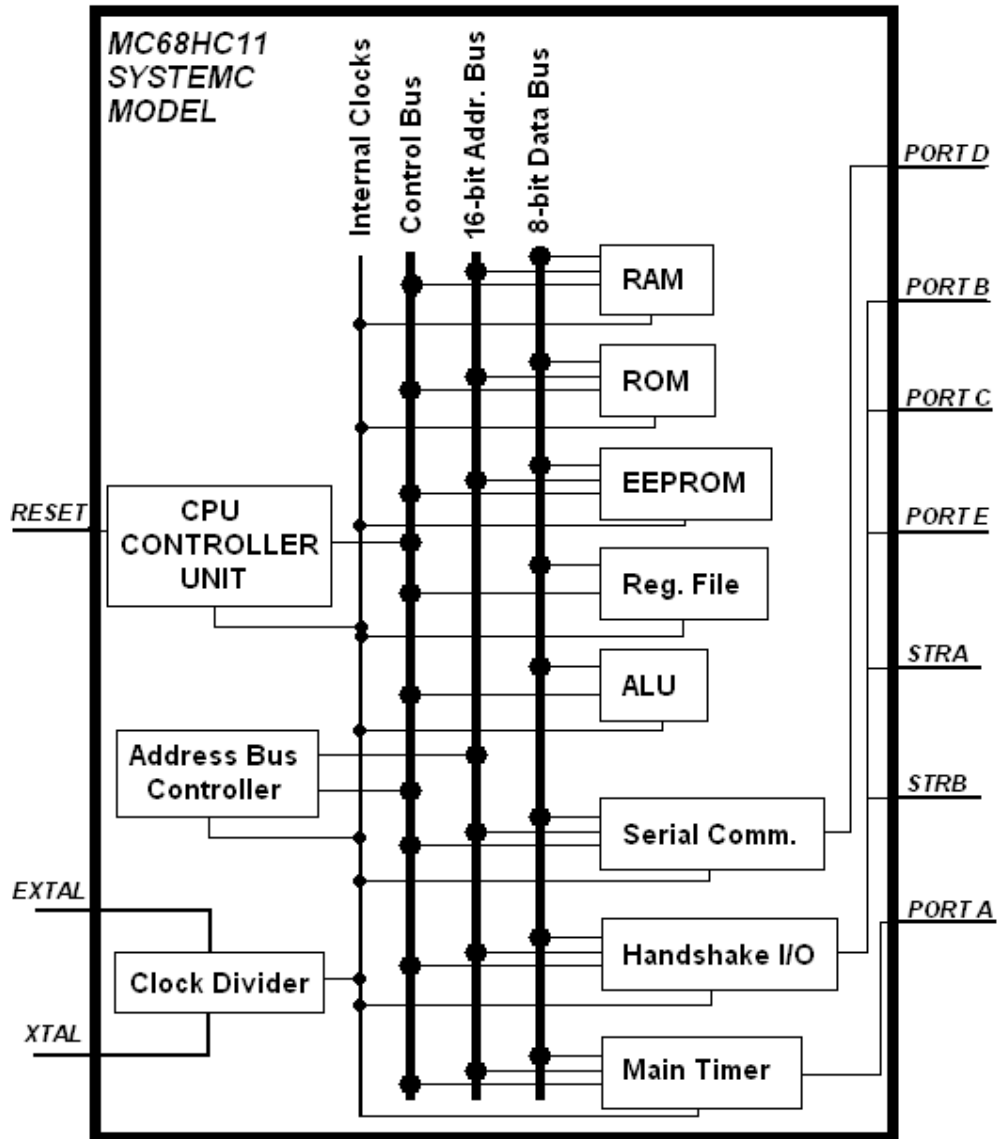 MC68HC11
SYSTEMC
MODEL
Internal Clocks
Control Bus
16-bit Addr. Bus
8-bit Data Bus
PORT D
RAM
PORT B
ROM
PORT C
EEPROM
RESET
CPU
CONTROLLER
UNIT
PORT E
Reg. File
STRA
ALU
Address Bus
Controller
STRB
Serial Comm.
EXTAL
PORT A
Handshake I/O
Clock Divider
XTAL
Main Timer